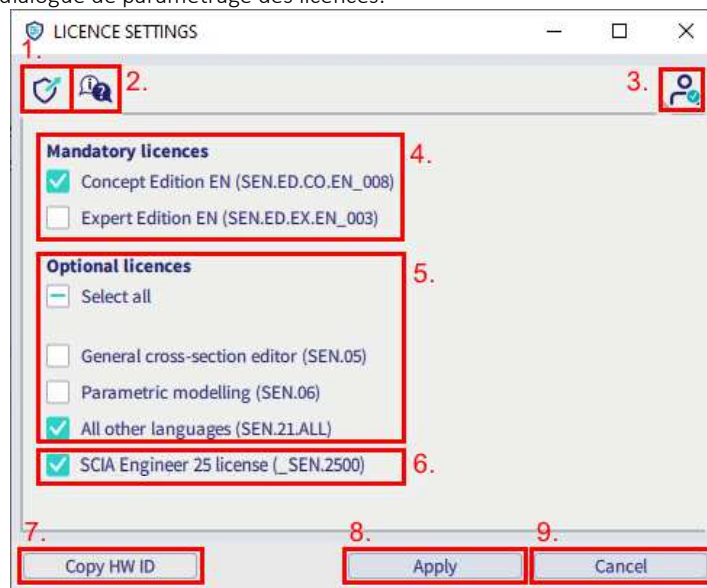 dialogue de paramétrage des licences.
LICENCE SETTINGS
1.
2.
3.
Mandatory licences
4.
Concept Edition EN (SEN.ED.CO.EN_008)
Expert Edition EN (SEN.ED.EX.EN_003)
Optional licences
5.
Select all
General cross-section editor (SEN.05)
Parametric modelling (SEN.06)
All other languages (SEN.21.ALL)
SCIA Engineer 25 license (_SEN.2500)
6.
7.
8.
9.
Copy HW ID
Apply
Cancel